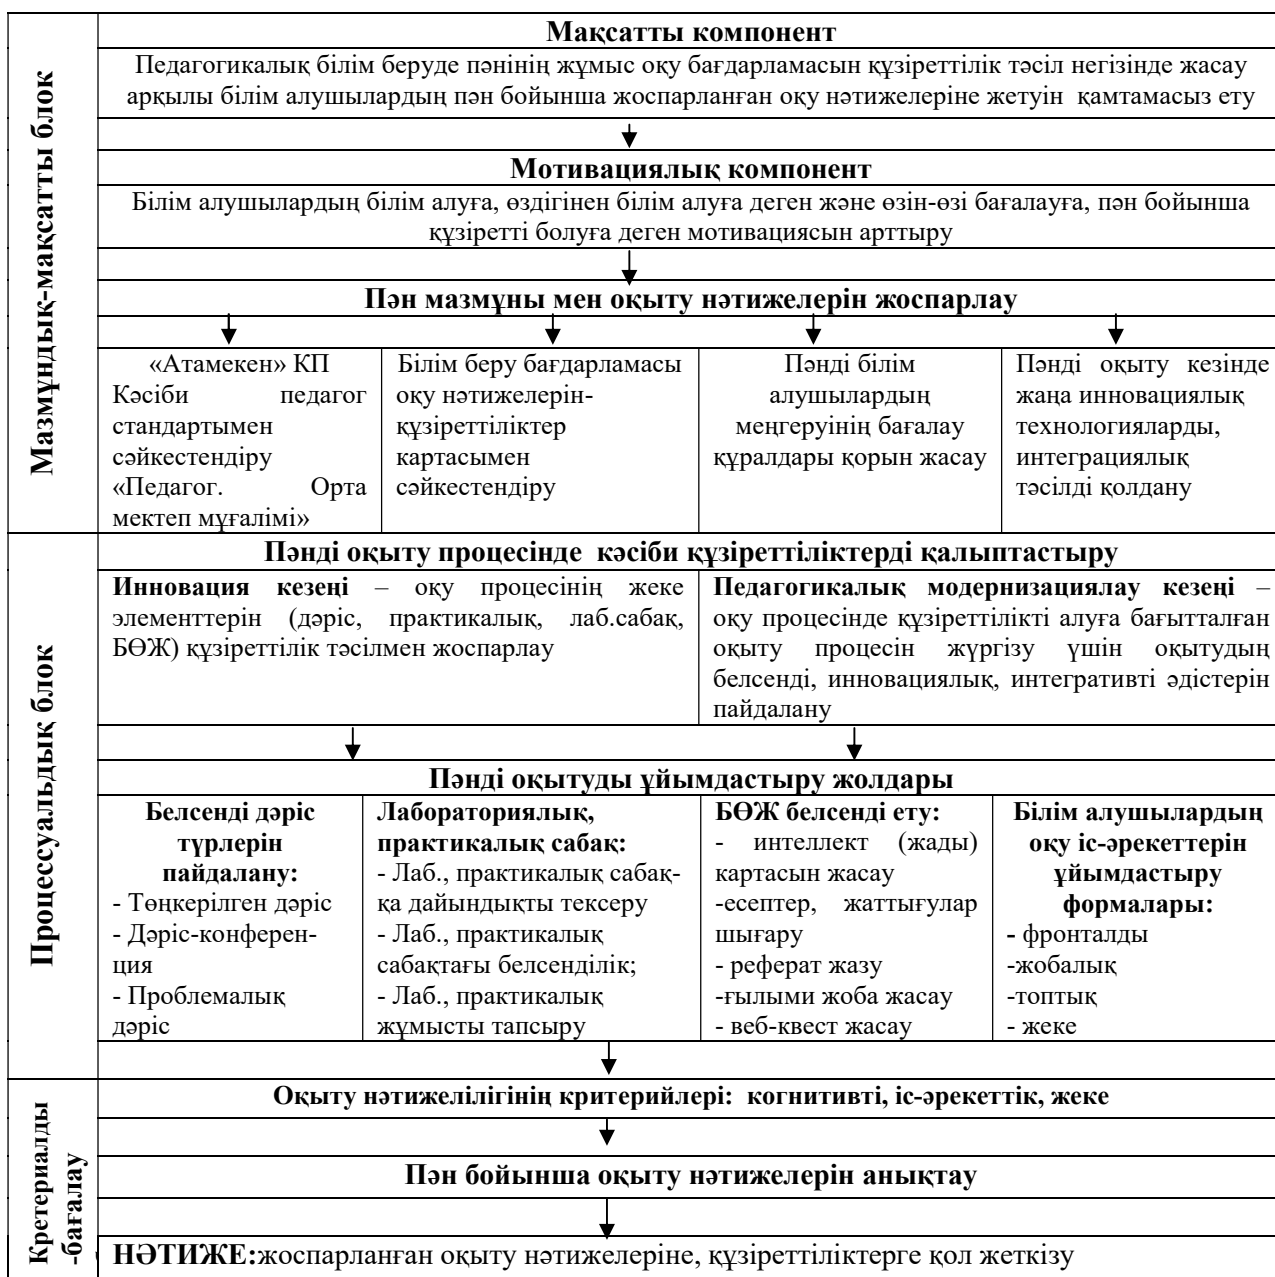 Мазмұндық-мақсатты блок
Мақсатты компонент
Педагогикалық білім беруде пәнінің жұмыс оқу бағдарламасын құзіреттілік тәсіл негізінде жасау
арқылы білім алушылардың пән бойынша жоспарланған оқу нәтижелеріне жетуін қамтамасыз ету
Мотивациялық компонент
Білім алушылардың білім алуға, өздігінен білім алуға деген және өзін-өзі бағалауға, пән бойынша
құзіретті болуға деген мотивациясын арттыру
Пән мазмұны мен оқыту нәтижелерін жоспарлау
«Атамекен» КП
Кәсіби педагог
стандартымен
сәйкестендіру
«Педагог. Орта
мектеп мұғалімі»
Білім беру бағдарламасы
оқу нәтижелерін-
құзіреттіліктер
картасымен
сәйкестендіру
Пәнді білім
алушылардың
меңгеруінің бағалау
құралдары қорын жасау
Пәнді оқыту кезінде
жаңа инновациялық
технологияларды,
интеграциялық
тәсілді қолдану
Процессуальдық блок
Пәнді оқыту процесінде кәсіби құзіреттіліктерді қалыптастыру
Инновация кезеңі – оқу процесінің жеке
элементтерін (дәріс, практикалық, лаб.сабақ,
БӨЖ) құзіреттілік тәсілмен жоспарлау
Педагогикалық модернизациялау кезеңі –
оқу процесінде құзіреттілікті алуға бағытталған
оқыту процесін жүргізу үшін оқытудың
белсенді, инновациялық, интегративті әдістерін
пайдалану
Пәнді оқытуды ұйымдастыру жолдары
Белсенді дәріс
түрлерін
пайдалану:
- Төңкерілген дәріс
- Дәріс-конферен-
ция
- Проблемалық
дәріс
Лабораториялық,
практикалық сабақ:
- Лаб., практикалық сабақ-
қа дайындықты тексеру
- Лаб., практикалық
сабақтағы белсенділік;
- Лаб., практикалық
жұмысты тапсыру
БӨЖ белсенді ету:
- интеллект (жады)
картасын жасау
-есептер, жаттығулар
шығару
- реферат жазу
-ғылыми жоба жасау
- веб-квест жасау
Білім алушылардың
оқу іс-әрекеттерін
ұйымдастыру
формалары:
- фронталды
-жобалық
-топтық
- жеке
Кретериалды
-бағалау
Оқыту нәтижелілігінің критерийлері: когнитивті, іс-әрекеттік, жеке
Пән бойынша оқыту нәтижелерін анықтау
НӘТИЖЕ:жоспарланған оқыту нәтижелеріне, құзіреттіліктерге қол жеткізу